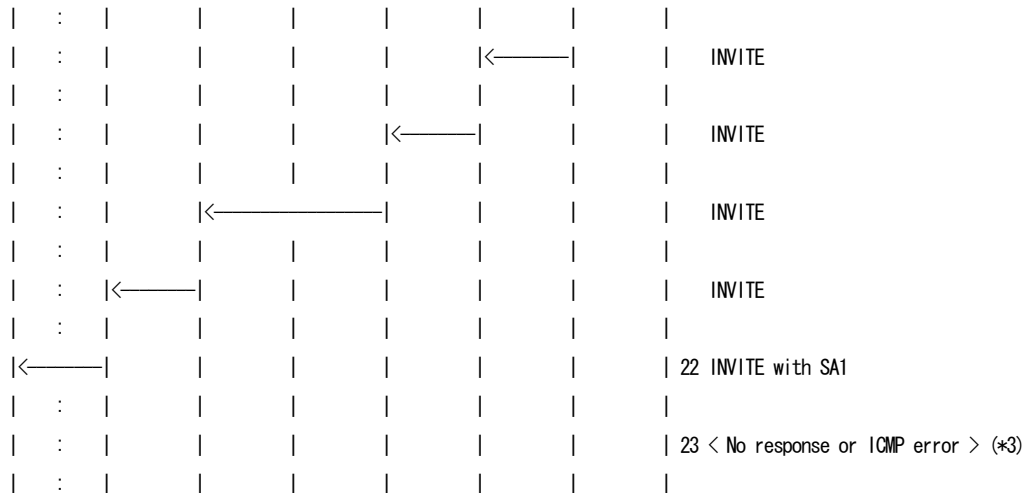 INVITE
INVITE
INVITE
INVITE
22 INVITE with SA1
23 < No response or ICMP error > (*3)